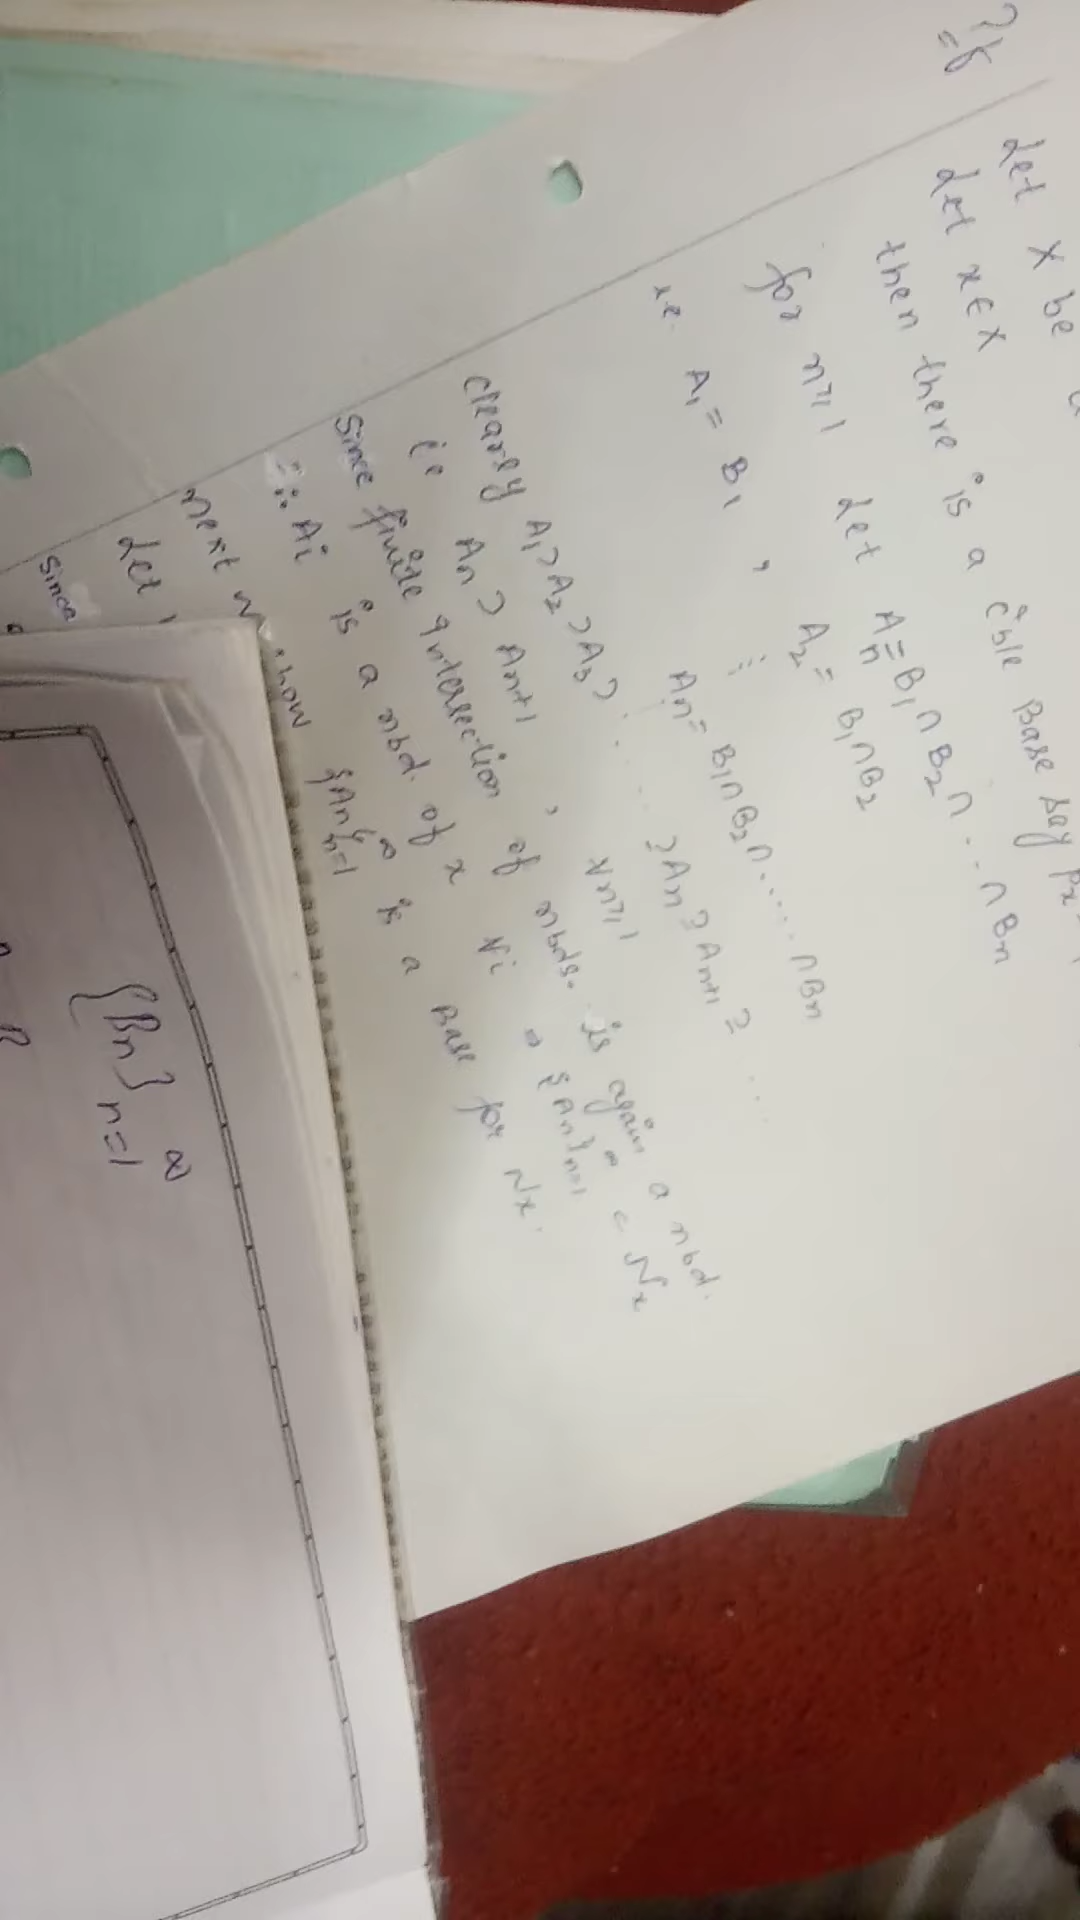 Pf
Let X be a
Let x ∈ X
then there is a c'ble Base say βx
for n ≥ 1 Let An = B1 ∩ B2 ∩ .. ∩ Bn
ie. A1 = B1 , A2 = B1 ∩ B2
⋮
An = B1 ∩ B2 ∩ ..... ∩ Bn
clearly A1 ⊃ A2 ⊃ A3 ⊃ .... ⊇ An ⊇ An+1 ⊇ ...
ie An ⊃ An+1 , ∀ n ≥ 1
Since finite intersection of nbds. is again a nbd.
∴ Ai is a nbd. of x ∀i ⇒ {An}∞n=1 ⊂ Nx
next show {An}∞n=1 is a Base for Nx.
Let
Since
{Bn}∞n=1